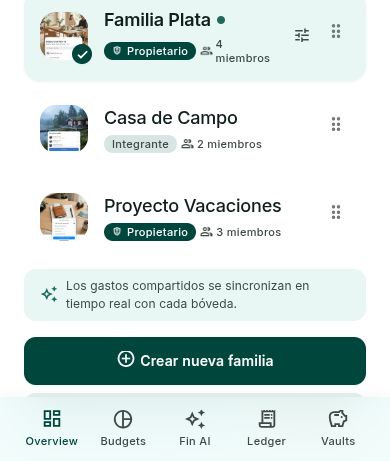 Familia Plata
Propietario
4
miembros
Casa de Campo
Integrante
2 miembros
Proyecto Vacaciones
Propietario
3 miembros
Los gastos compartidos se sincronizan en
tiempo real con cada bóveda.
Crear nueva familia
Overview
Budgets
Fin AI
Ledger
Vaults